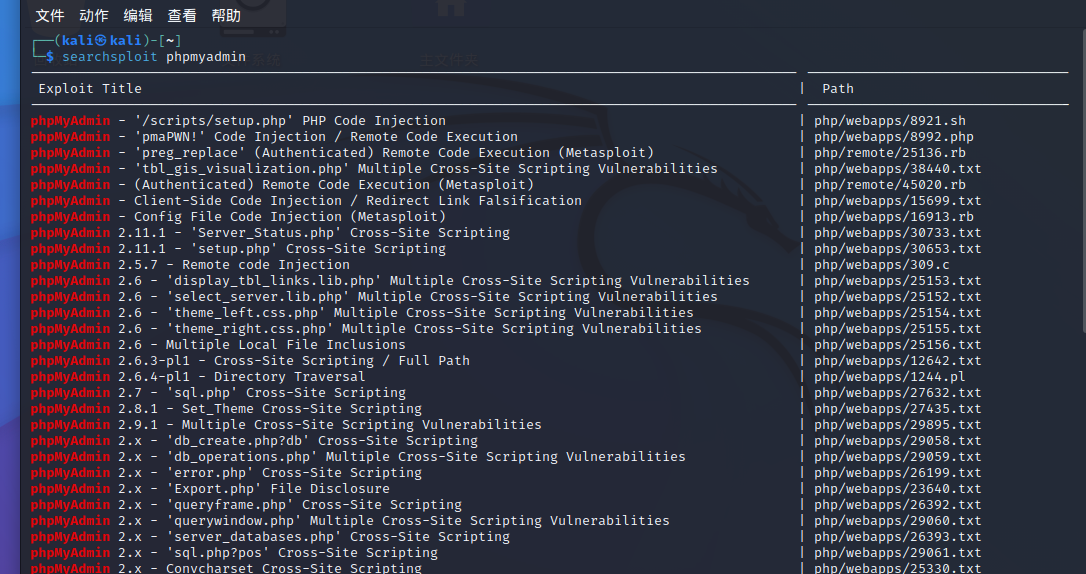 文件 动作 编辑 查看 帮助
┌──(kali㉿kali)-[~]
└─$ searchsploit phpmyadmin
Exploit Title | Path
phpMyAdmin - '/scripts/setup.php' PHP Code Injection | php/webapps/8921.sh
phpMyAdmin - 'pmaPWN!' Code Injection / Remote Code Execution | php/webapps/8992.php
phpMyAdmin - 'preg_replace' (Authenticated) Remote Code Execution (Metasploit) | php/remote/25136.rb
phpMyAdmin - 'tbl_gis_visualization.php' Multiple Cross-Site Scripting Vulnerabilities | php/webapps/38440.txt
phpMyAdmin - (Authenticated) Remote Code Execution (Metasploit) | php/remote/45020.rb
phpMyAdmin - Client-Side Code Injection / Redirect Link Falsification | php/webapps/15699.txt
phpMyAdmin - Config File Code Injection (Metasploit) | php/webapps/16913.rb
phpMyAdmin 2.11.1 - 'Server_Status.php' Cross-Site Scripting | php/webapps/30733.txt
phpMyAdmin 2.11.1 - 'setup.php' Cross-Site Scripting | php/webapps/30653.txt
phpMyAdmin 2.5.7 - Remote code Injection | php/webapps/309.c
phpMyAdmin 2.6 - 'display_tbl_links.lib.php' Multiple Cross-Site Scripting Vulnerabilities | php/webapps/25153.txt
phpMyAdmin 2.6 - 'select_server.lib.php' Multiple Cross-Site Scripting Vulnerabilities | php/webapps/25152.txt
phpMyAdmin 2.6 - 'theme_left.css.php' Multiple Cross-Site Scripting Vulnerabilities | php/webapps/25154.txt
phpMyAdmin 2.6 - 'theme_right.css.php' Multiple Cross-Site Scripting Vulnerabilities | php/webapps/25155.txt
phpMyAdmin 2.6 - Multiple Local File Inclusions | php/webapps/25156.txt
phpMyAdmin 2.6.3-pl1 - Cross-Site Scripting / Full Path | php/webapps/12642.txt
phpMyAdmin 2.6.4-pl1 - Directory Traversal | php/webapps/1244.pl
phpMyAdmin 2.7 - 'sql.php' Cross-Site Scripting | php/webapps/27632.txt
phpMyAdmin 2.8.1 - Set_Theme Cross-Site Scripting | php/webapps/27435.txt
phpMyAdmin 2.9.1 - Multiple Cross-Site Scripting Vulnerabilities | php/webapps/29895.txt
phpMyAdmin 2.x - 'db_create.php?db' Cross-Site Scripting | php/webapps/29058.txt
phpMyAdmin 2.x - 'db_operations.php' Multiple Cross-Site Scripting Vulnerabilities | php/webapps/29059.txt
phpMyAdmin 2.x - 'error.php' Cross-Site Scripting | php/webapps/26199.txt
phpMyAdmin 2.x - 'Export.php' File Disclosure | php/webapps/23640.txt
phpMyAdmin 2.x - 'queryframe.php' Cross-Site Scripting | php/webapps/26392.txt
phpMyAdmin 2.x - 'querywindow.php' Multiple Cross-Site Scripting Vulnerabilities | php/webapps/29060.txt
phpMyAdmin 2.x - 'server_databases.php' Cross-Site Scripting | php/webapps/26393.txt
phpMyAdmin 2.x - 'sql.php?pos' Cross-Site Scripting | php/webapps/29061.txt
phpMyAdmin 2.x - Convcharset Cross-Site Scripting | php/webapps/25330.txt